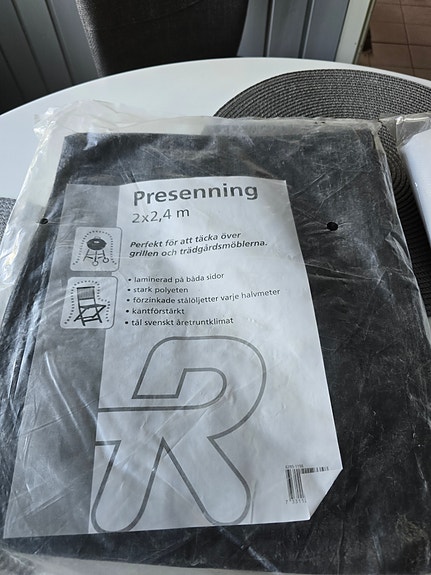 Presenning
2x2,4 m
Perfekt för att täcka över
grillen och trädgårdsmöblerna.
• laminerad på båda sidor
• stark polyeten
• förzinkade stålöljetter varje halvmeter
• kantförstärkt
• tål svenskt åretruntklimat
R